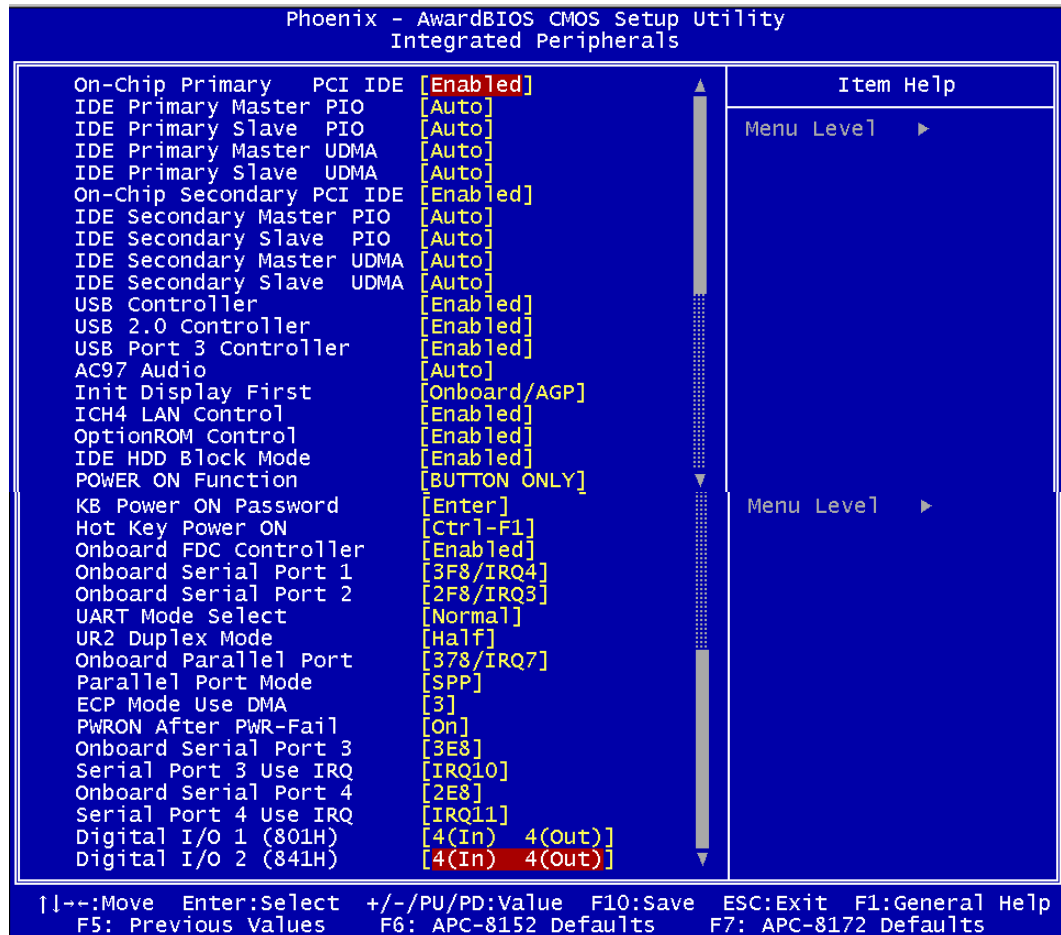 Phoenix - AwardBIOS CMOS Setup Utility
Integrated Peripherals
On-Chip Primary PCI IDE [Enabled]
IDE Primary Master PIO [Auto]
IDE Primary Slave PIO [Auto]
IDE Primary Master UDMA [Auto]
IDE Primary Slave UDMA [Auto]
On-Chip Secondary PCI IDE [Enabled]
IDE Secondary Master PIO [Auto]
IDE Secondary Slave PIO [Auto]
IDE Secondary Master UDMA [Auto]
IDE Secondary Slave UDMA [Auto]
USB Controller [Enabled]
USB 2.0 Controller [Enabled]
USB Port 3 Controller [Enabled]
AC97 Audio [Auto]
Init Display First [Onboard/AGP]
ICH4 LAN Control [Enabled]
OptionROM Control [Enabled]
IDE HDD Block Mode [Enabled]
POWER ON Function [BUTTON ONLY]
KB Power ON Password [Enter]
Hot Key Power ON [Ctrl-F1]
Onboard FDC Controller [Enabled]
Onboard Serial Port 1 [3F8/IRQ4]
Onboard Serial Port 2 [2F8/IRQ3]
UART Mode Select [Normal]
UR2 Duplex Mode [Half]
Onboard Parallel Port [378/IRQ7]
Parallel Port Mode [SPP]
ECP Mode Use DMA [3]
PWRON After PWR-Fail [On]
Onboard Serial Port 3 [3E8]
Serial Port 3 Use IRQ [IRQ10]
Onboard Serial Port 4 [2E8]
Serial Port 4 Use IRQ [IRQ11]
Digital I/O 1 (801H) [4(In) 4(Out)]
Digital I/O 2 (841H) [4(In) 4(Out)]
Item Help
Menu Level ▶
Menu Level ▶
↑↓→←:Move Enter:Select +/-/PU/PD:Value F10:Save ESC:Exit F1:General Help
F5: Previous Values F6: APC-8152 Defaults F7: APC-8172 Defaults